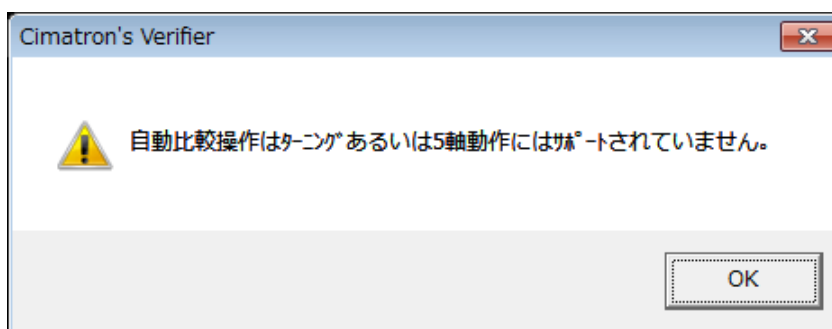 Cimatron's Verifier
自動比較操作はﾀｰﾆﾝｸﾞあるいは5軸動作にはｻﾎﾟｰﾄされていません。
OK